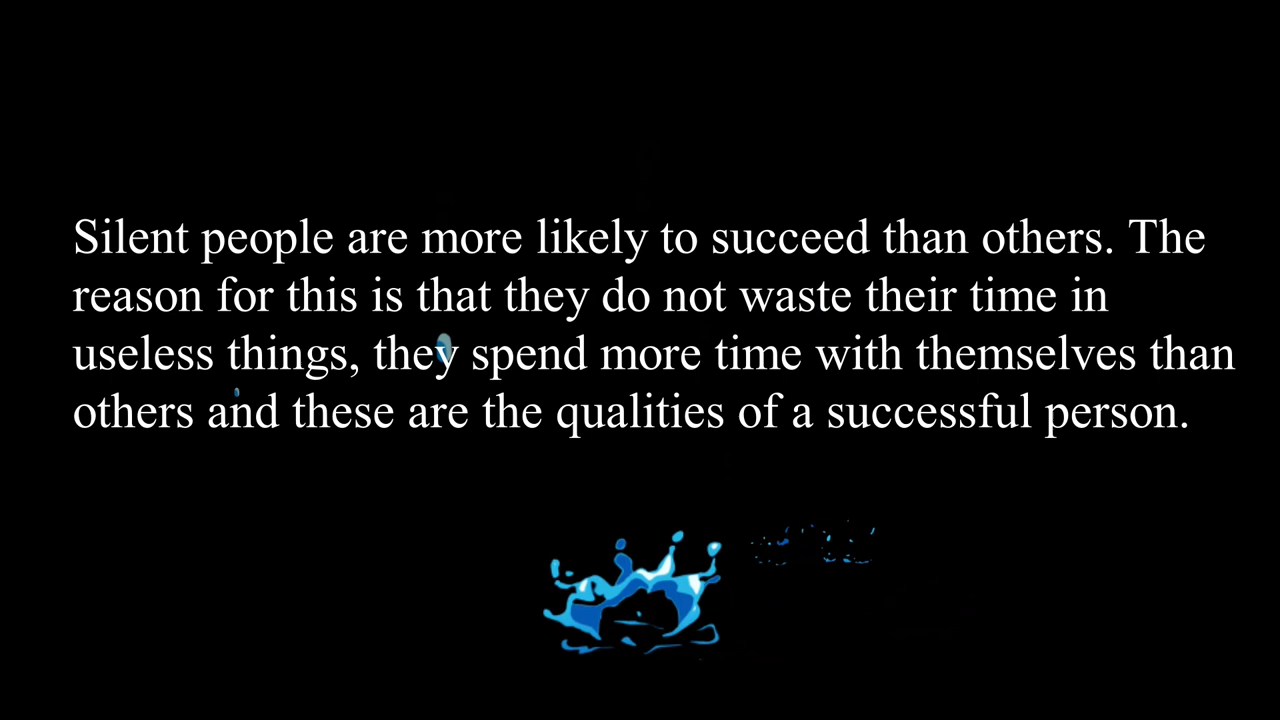 Silent people are more likely to succeed than others. The
reason for this is that they do not waste their time in
useless things, they spend more time with themselves than
others and these are the qualities of a successful person.